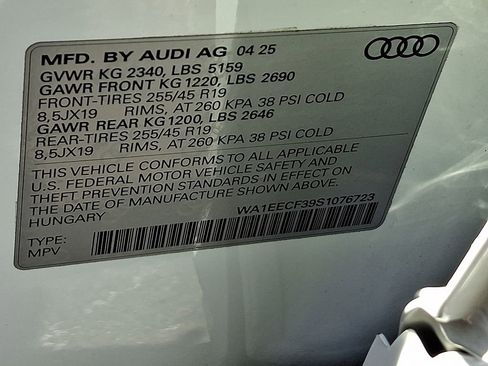 MFD. BY AUDI AG 04 25
GVWR KG 2340, LBS 5159
GAWR FRONT KG 1220, LBS 2690
FRONT-TIRES 255/45 R19
8,5JX19 RIMS, AT 260 KPA 38 PSI COLD
GAWR REAR KG1200, LBS 2646
REAR-TIRES 255/45 R19
8,5JX19 RIMS, AT 260 KPA 38 PSI COLD
THIS VEHICLE CONFORMS TO ALL APPLICABLE
U.S. FEDERAL MOTOR VEHICLE SAFETY AND
THEFT PREVENTION STANDARDS IN EFFECT ON
THE DATE OF MANUFACTURE SHOWN ABOVE.
HUNGARY WA1EECF39S1076723
TYPE:
MPV